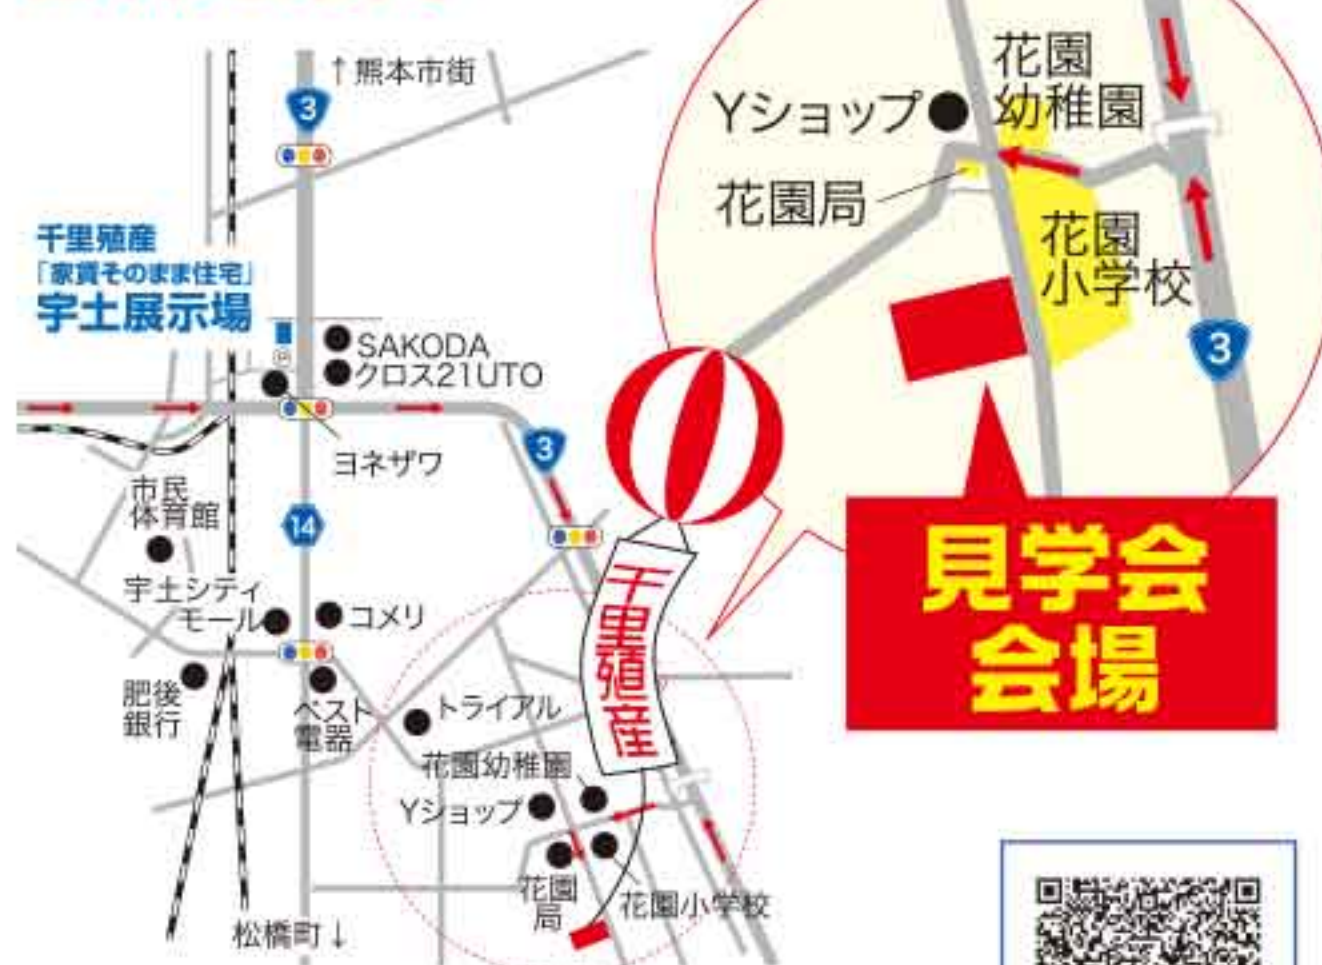 ↑熊本市街
3
千里殖産
「家賃そのまま住宅」
宇土展示場
P
SAKODA
クロス21UTO
ヨネザワ
3
市民
体育館
14
宇土シティ
モール
コメリ
肥後
銀行
ベスト
電器
トライアル
花園幼稚園
Yショップ
花園
局
花園小学校
松橋町↓
千里殖産
花園
幼稚園
Yショップ
花園局
花園
小学校
3
見学会
会場